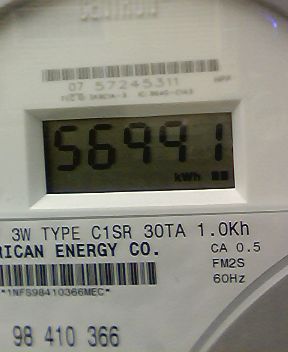 07 57245311
56991
kWh
3W TYPE C1SR 30TA 1.0Kh
RICAN ENERGY CO.
CA 0.5
FM2S
60Hz
*1NFS98410366MEC*
98 410 366